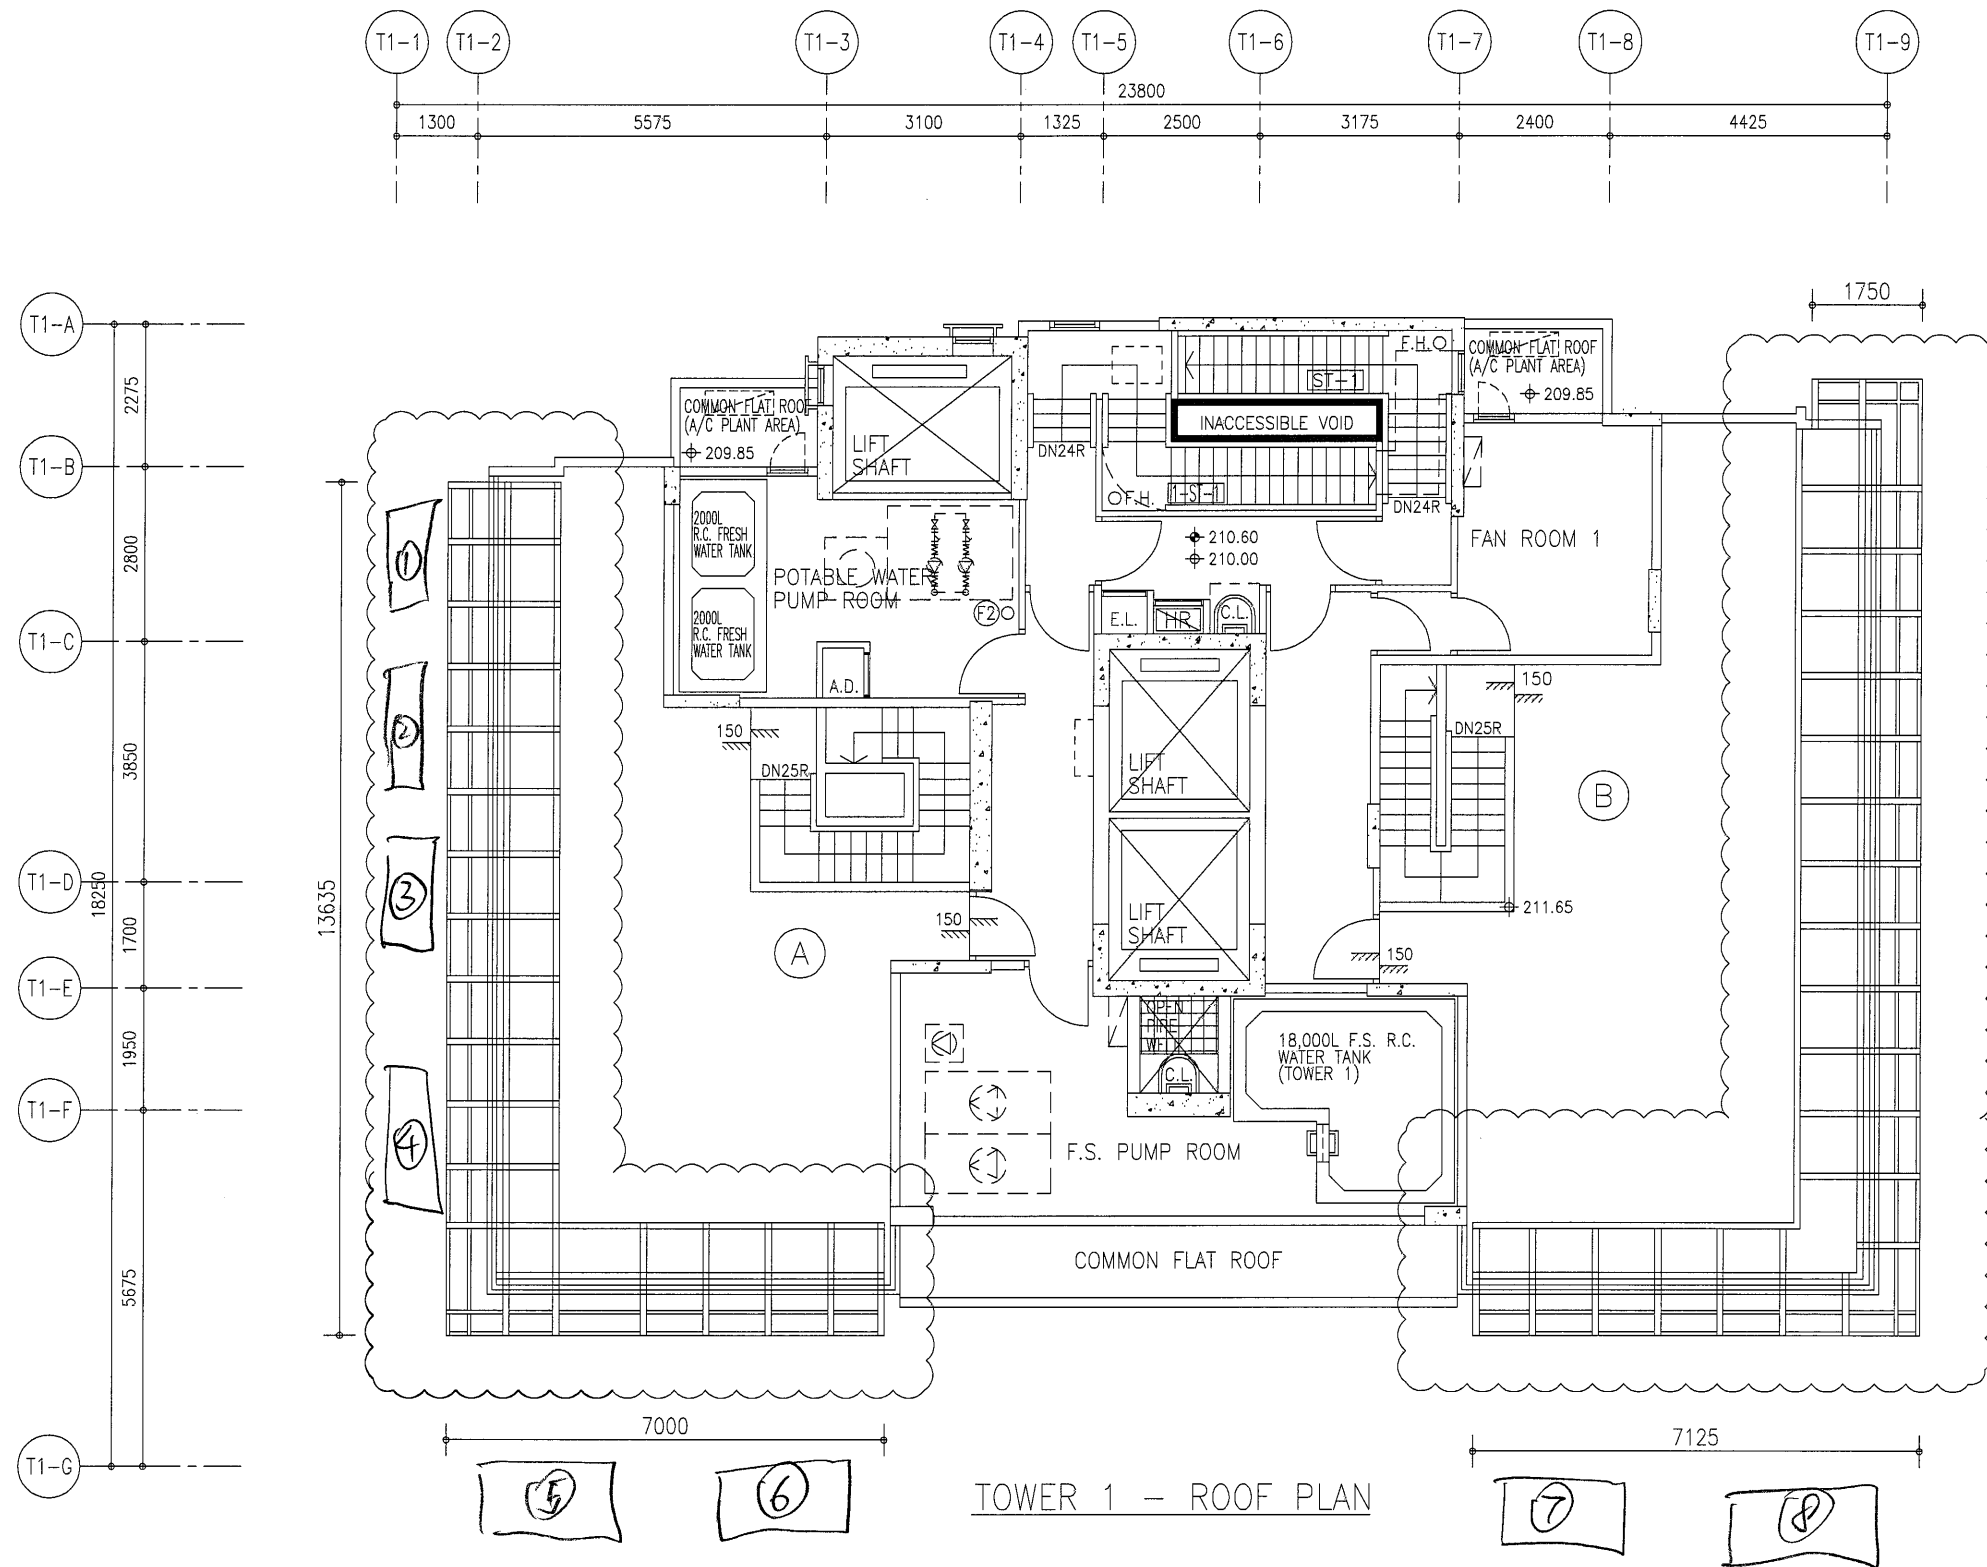 T1-1 T1-2 T1-3 T1-4 T1-5 T1-6 T1-7 T1-8 T1-9
23800
1300 5575 3100 1325 2500 3175 2400 4425
1750
T1-A
T1-B
T1-C
T1-D
T1-E
T1-F
T1-G
2275
2800
3850
1700
1950
5675
18250
13635
COMMON FLAT ROO
(A/C PLANT AREA)
209.85
LIFT
SHAFT
F.H.
ST-1
INACCESSIBLE VOID
DN24R
F.H.
1-ST-1
DN24R
COMMON FLAT ROOF
(A/C PLANT AREA)
209.85
2000L
R.C. FRESH
WATER TANK
2000L
R.C. FRESH
WATER TANK
POTABLE WATER
PUMP ROOM
F2
210.60
210.00
FAN ROOM 1
E.L.
HR
C.L.
A.D.
150
DN25R
LIFT
SHAFT
LIFT
SHAFT
150
DN25R
B
211.65
150
A
150
OPEN
PIPE
WELL
C.L.
18,000L F.S. R.C.
WATER TANK
(TOWER 1)
F.S. PUMP ROOM
COMMON FLAT ROOF
7000
7125
TOWER 1 - ROOF PLAN
1
2
3
4
5
6
7
8